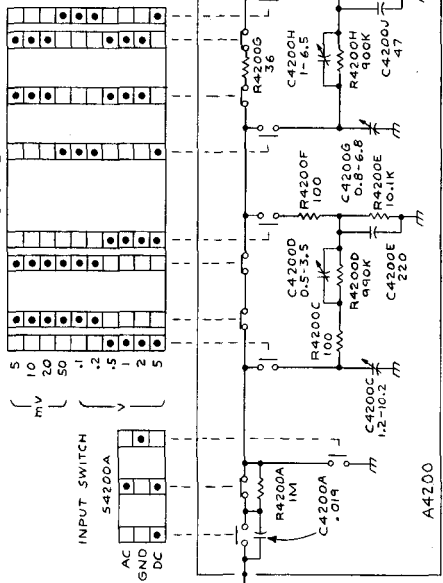 R4200G
36
C4200H
1-6.5
R4200H
900K
C4200J
47
C4200G
0.8-6.8
R4200F
100
R4200E
10.1K
C4200D
0.5-3.5
R4200D
990K
C4200E
220
R4200C
100
C4200C
1.2-10.2
5
10
20
50
.1
.2
.5
1
2
5
mV
V
INPUT SWITCH
S4200A
AC
GND
DC
R4200A
1M
C4200A
.019
A4200